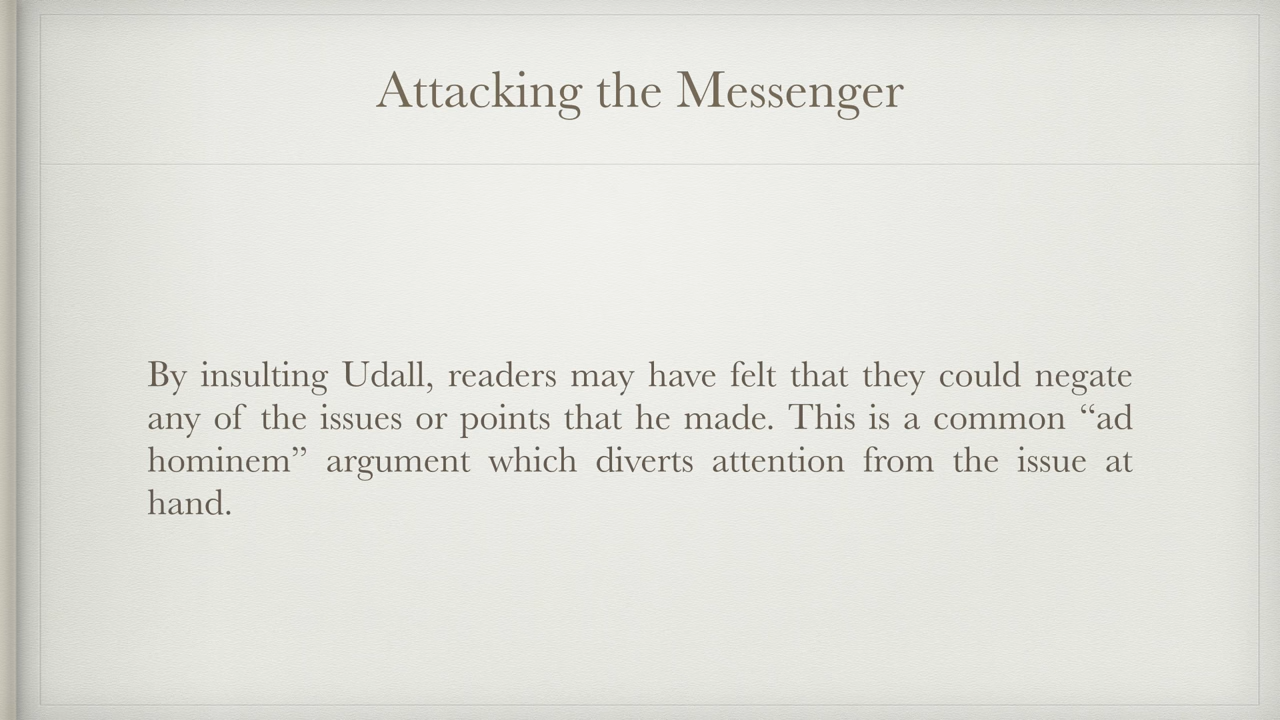 Attacking the Messenger
By insulting Udall, readers may have felt that they could negate
any of the issues or points that he made. This is a common “ad
hominem” argument which diverts attention from the issue at
hand.